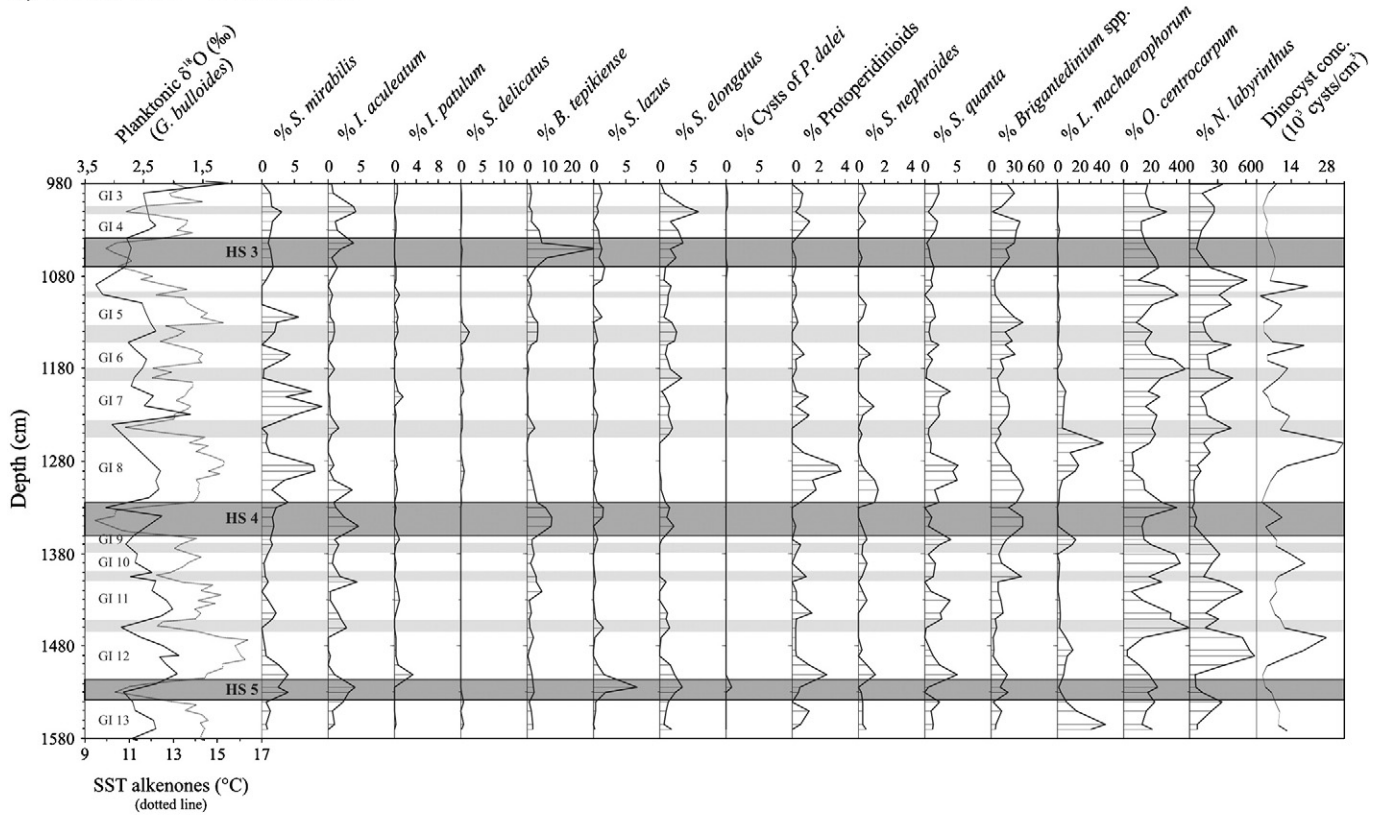 Planktonic δ¹⁸O (‰)
(G. bulloides)
% S. mirabilis
% I. aculeatum
% I. patulum
% S. delicatus
% B. tepikiense
% S. lazus
% S. elongatus
% Cysts of P. dalei
% Protoperidinioids
% S. nephroides
% S. quanta
% Brigantedinium spp.
% L. machaerophorum
% O. centrocarpum
% N. labyrinthus
Dinocyst conc.
(10³ cysts/cm³)
3,5 2.5 1,5 0 5 0 5 0 4 8 0 5 10 0 10 20 0 5 0 5 0 5 0 2 4 0 4 0 5 0 30 60 0 20 40 0 20 40 0 30 60 0 14 28
980
1080
1180
1280
1380
1480
1580
Depth (cm)
GI 3
GI 4
HS 3
GI 5
GI 6
GI 7
GI 8
HS 4
GI 9
GI 10
GI 11
GI 12
HS 5
GI 13
9 11 13 15 17
SST alkenones (°C)
(dotted line)